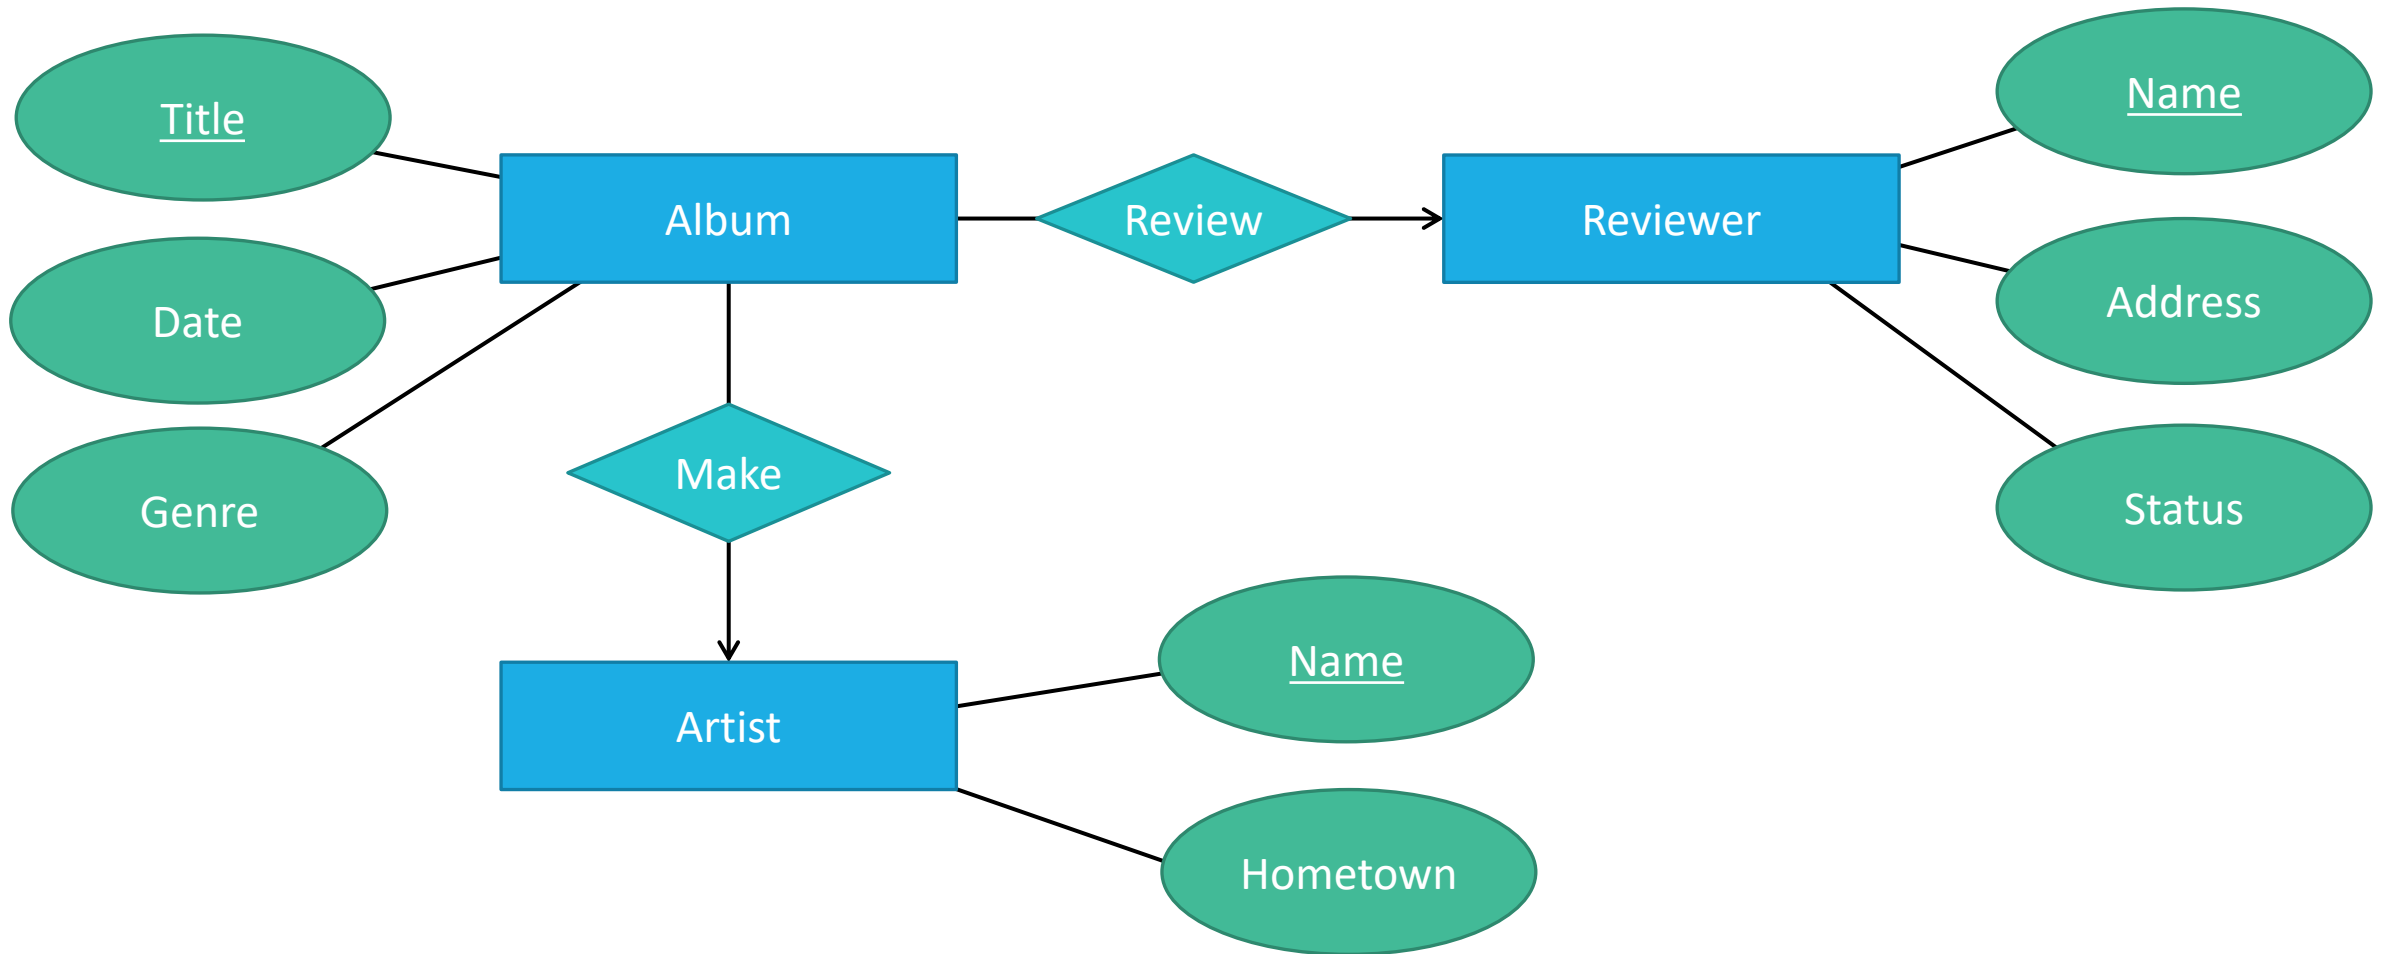 Title
Name
Album
Review
Reviewer
Date
Address
Make
Genre
Status
Name
Artist
Hometown